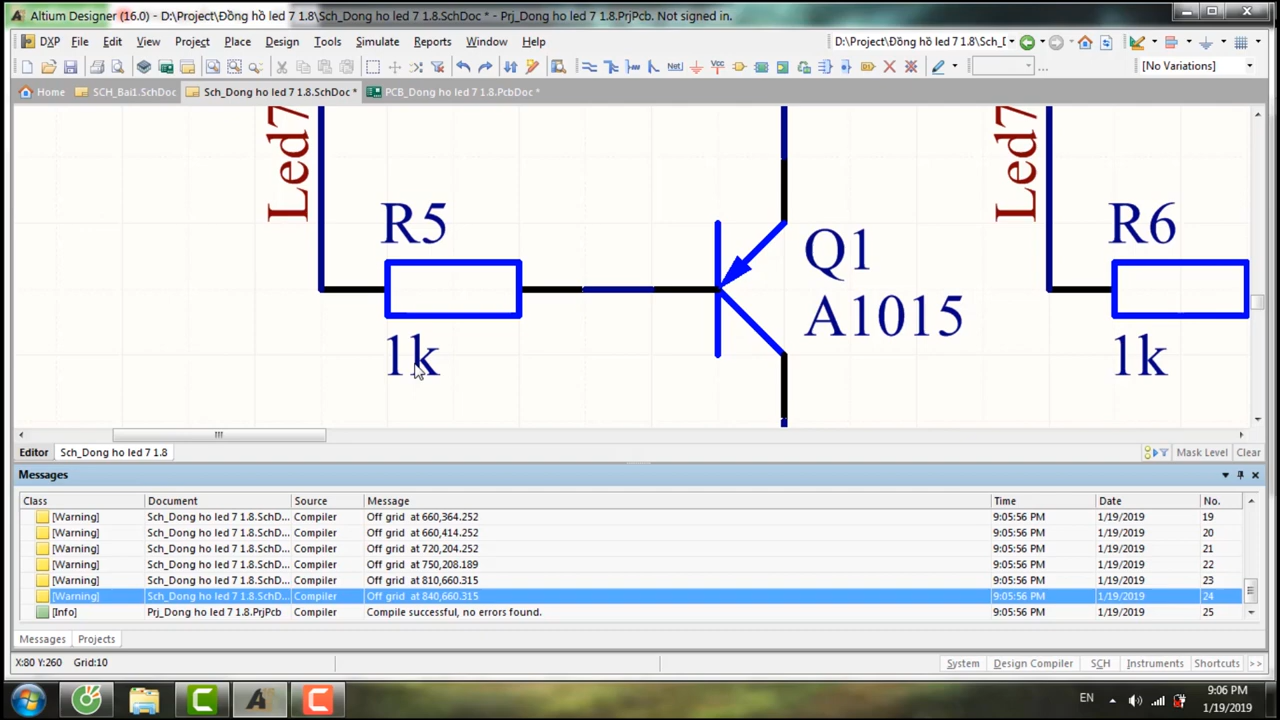 Altium Designer (16.0) - D:\Project\Đồng hồ led 7 1.8\Sch_Dong ho led 7 1.8.SchDoc * - Prj_Dong ho led 7 1.8.PrjPcb. Not signed in.
DXP File Edit View Project Place Design Tools Simulate Reports Window Help D:\Project\Đồng hồ led 7 1.8\Sch_[
Net Vcc ... [No Variations]
Home SCH_Bai1.SchDoc Sch_Dong ho led 7 1.8.SchDoc * PCB_Dong ho led 7 1.8.PcbDoc *
Led7
Led7
R5
Q1
R6
A1015
1k
1k
Editor Sch_Dong ho led 7 1.8 Mask Level Clear
Messages
Class Document Source Message Time Date No.
[Warning] Sch_Dong ho led 7 1.8.SchD... Compiler Off grid at 660,364.252 9:05:56 PM 1/19/2019 19
[Warning] Sch_Dong ho led 7 1.8.SchD... Compiler Off grid at 660,414.252 9:05:56 PM 1/19/2019 20
[Warning] Sch_Dong ho led 7 1.8.SchD... Compiler Off grid at 720,204.252 9:05:56 PM 1/19/2019 21
[Warning] Sch_Dong ho led 7 1.8.SchD... Compiler Off grid at 750,208.189 9:05:56 PM 1/19/2019 22
[Warning] Sch_Dong ho led 7 1.8.SchD... Compiler Off grid at 810,660.315 9:05:56 PM 1/19/2019 23
[Warning] Sch_Dong ho led 7 1.8.SchD... Compiler Off grid at 840,660.315 9:05:56 PM 1/19/2019 24
[Info] Prj_Dong ho led 7 1.8.PrjPcb Compiler Compile successful, no errors found. 9:05:56 PM 1/19/2019 25
Messages Projects
X:80 Y:260 Grid:10 System Design Compiler SCH Instruments Shortcuts >>
EN 9:06 PM
1/19/2019